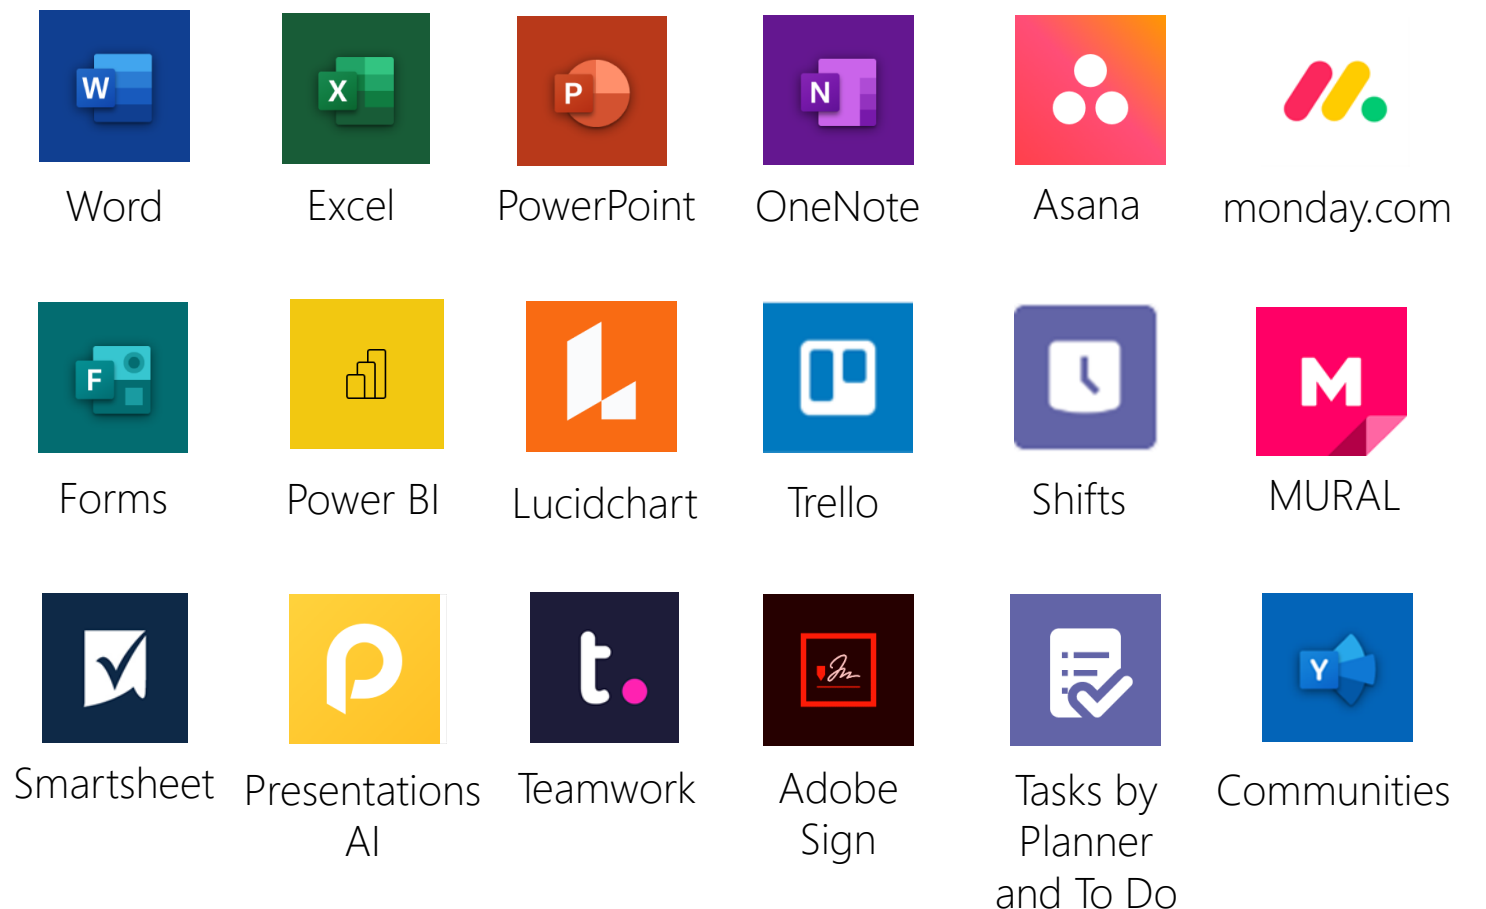 W
X
P
N
Word
Excel
PowerPoint
OneNote
Asana
monday.com
F
M
Forms
Power BI
Lucidchart
Trello
Shifts
MURAL
t.
Y
Smartsheet
Presentations
AI
Teamwork
Adobe
Sign
Tasks by
Planner
and To Do
Communities